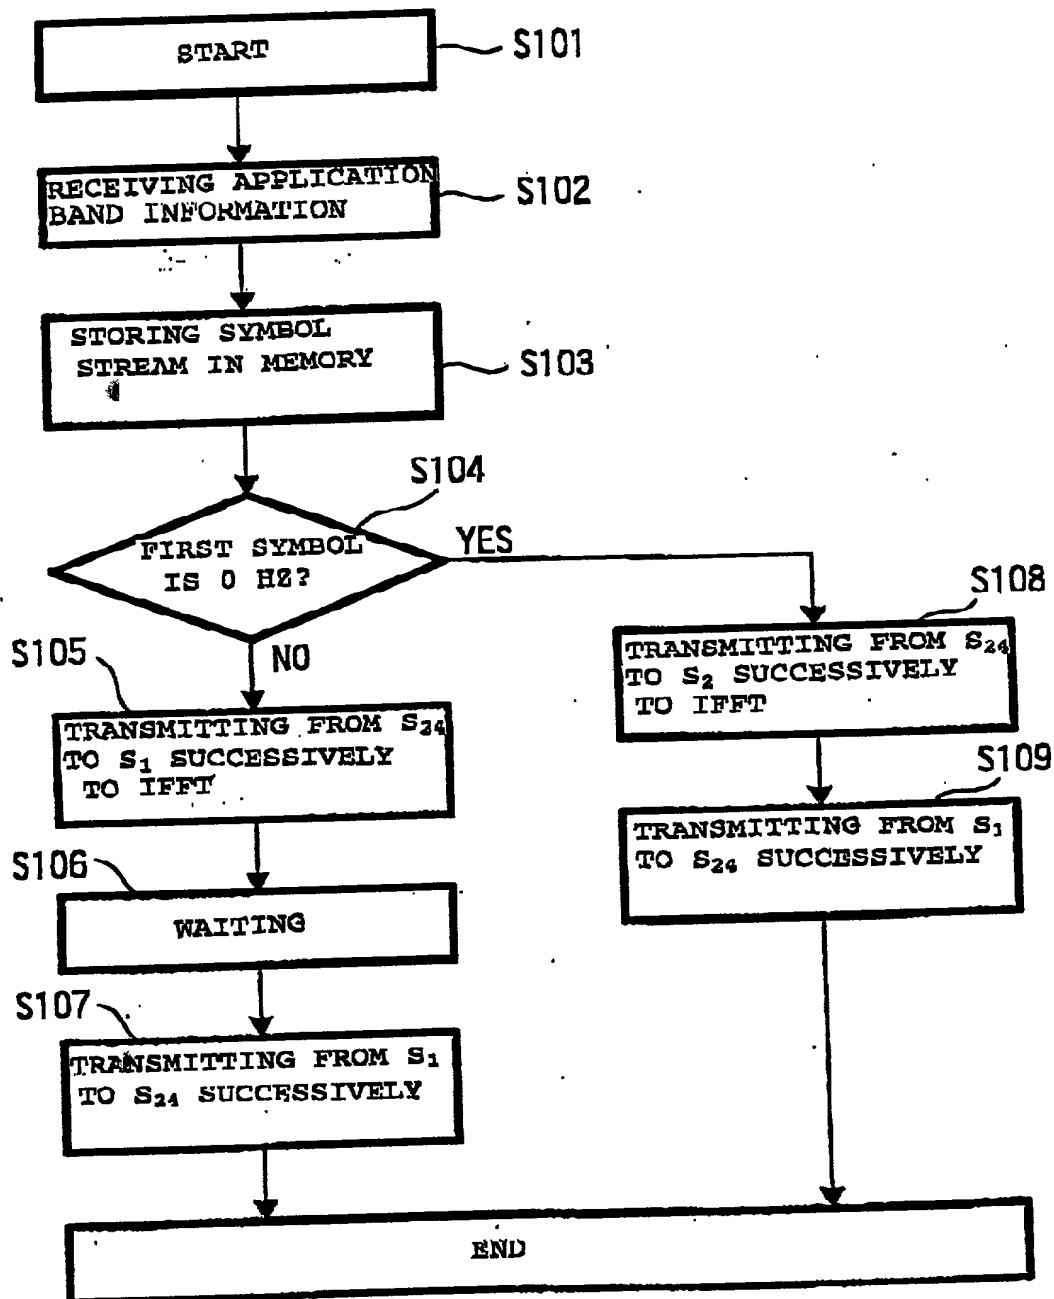 START
S101
RECEIVING APPLICATION
BAND INFORMATION
S102
STORING SYMBOL
STREAM IN MEMORY
S103
S104
FIRST SYMBOL
IS 0 HZ?
YES
NO
S105
TRANSMITTING FROM S₂₄
TO S₁ SUCCESSIVELY
TO IFFT
S106
WAITING
S107
TRANSMITTING FROM S₁
TO S₂₄ SUCCESSIVELY
S108
TRANSMITTING FROM S₂₄
TO S₂ SUCCESSIVELY
TO IFFT
S109
TRANSMITTING FROM S₁
TO S₂₄ SUCCESSIVELY
END